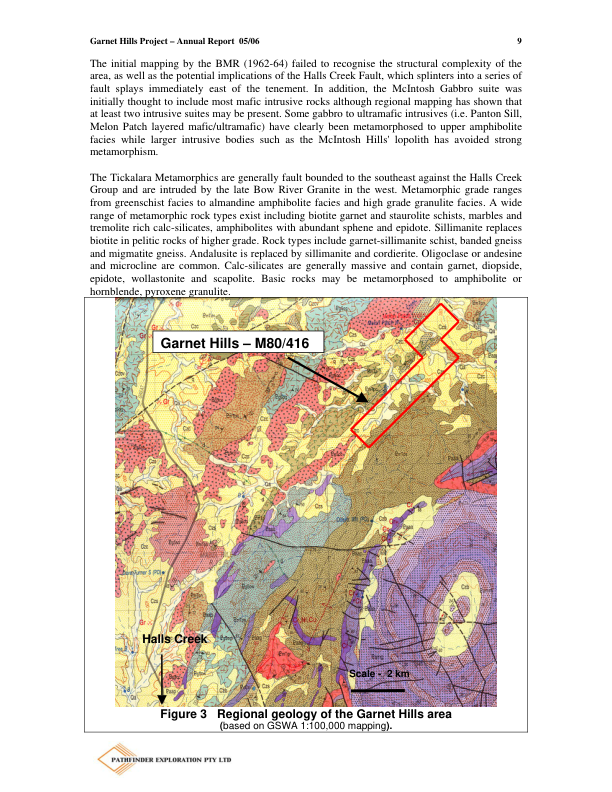 Garnet Hills Project – Annual Report  05/06 9
The initial mapping by the BMR (1962-64) failed to recognise the structural complexity of the
area, as well as the potential implications of the Halls Creek Fault, which splinters into a series of
fault splays immediately east of the tenement. In addition, the McIntosh Gabbro suite was
initially thought to include most mafic intrusive rocks although regional mapping has shown that
at least two intrusive suites may be present. Some gabbro to ultramafic intrusives (i.e. Panton Sill,
Melon Patch layered mafic/ultramafic) have clearly been metamorphosed to upper amphibolite
facies while larger intrusive bodies such as the McIntosh Hills' lopolith has avoided strong
metamorphism.
The Tickalara Metamorphics are generally fault bounded to the southeast against the Halls Creek
Group and are intruded by the late Bow River Granite in the west. Metamorphic grade ranges
from greenschist facies to almandine amphibolite facies and high grade granulite facies. A wide
range of metamorphic rock types exist including biotite garnet and staurolite schists, marbles and
tremolite rich calc-silicates, amphibolites with abundant sphene and epidote. Sillimanite replaces
biotite in pelitic rocks of higher grade. Rock types include garnet-sillimanite schist, banded gneiss
and migmatite gneiss. Andalusite is replaced by sillimanite and cordierite. Oligoclase or andesine
and microcline are common. Calc-silicates are generally massive and contain garnet, diopside,
epidote, wollastonite and scapolite. Basic rocks may be metamorphosed to amphibolite or
hornblende, pyroxene granulite.
Garnet Hills – M80/416
Halls Creek
Scale -  2 km
Figure 3   Regional geology of the Garnet Hills area
(based on GSWA 1:100,000 mapping).
PATHFINDER EXPLORATION PTY LTD